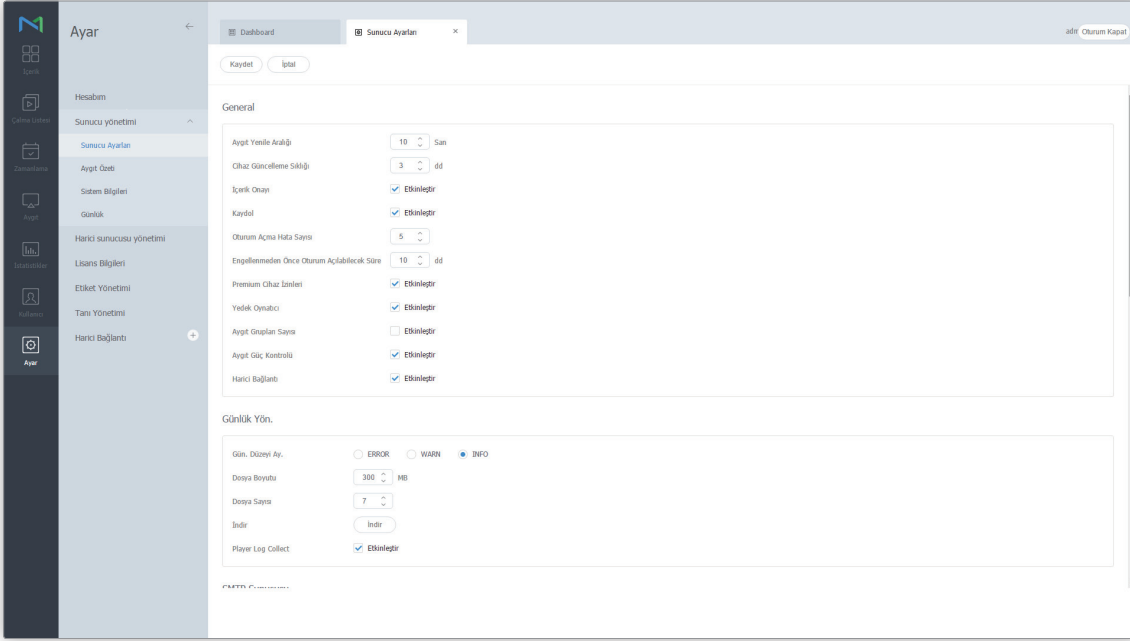 Ayar
Dashboard
Sunucu Ayarları
adm
Oturum Kapat
İçerik
Çalma Listesi
Zamanlama
Aygıt
İstatistikler
Kullanıcı
Ayar
Hesabım
Sunucu yönetimi
Sunucu Ayarları
Aygıt Özeti
Sistem Bilgileri
Günlük
Harici sunucusu yönetimi
Lisans Bilgileri
Etiket Yönetimi
Tanı Yönetimi
Harici Bağlantı
Kaydet İptal
General
Aygıt Yenile Aralığı 10 San
Cihaz Güncelleme Sıklığı 3 dd
İçerik Onayı Etkinleştir
Kaydol Etkinleştir
Oturum Açma Hata Sayısı 5
Engellenmeden Önce Oturum Açılabilecek Süre 10 dd
Premium Cihaz İzinleri Etkinleştir
Yedek Oynatıcı Etkinleştir
Aygıt Grupları Sayısı Etkinleştir
Aygıt Güç Kontrolü Etkinleştir
Harici Bağlantı Etkinleştir
Günlük Yön.
Gün. Düzeyi Ay. ERROR WARN INFO
Dosya Boyutu 300 MB
Dosya Sayısı 7
İndir İndir
Player Log Collect Etkinleştir